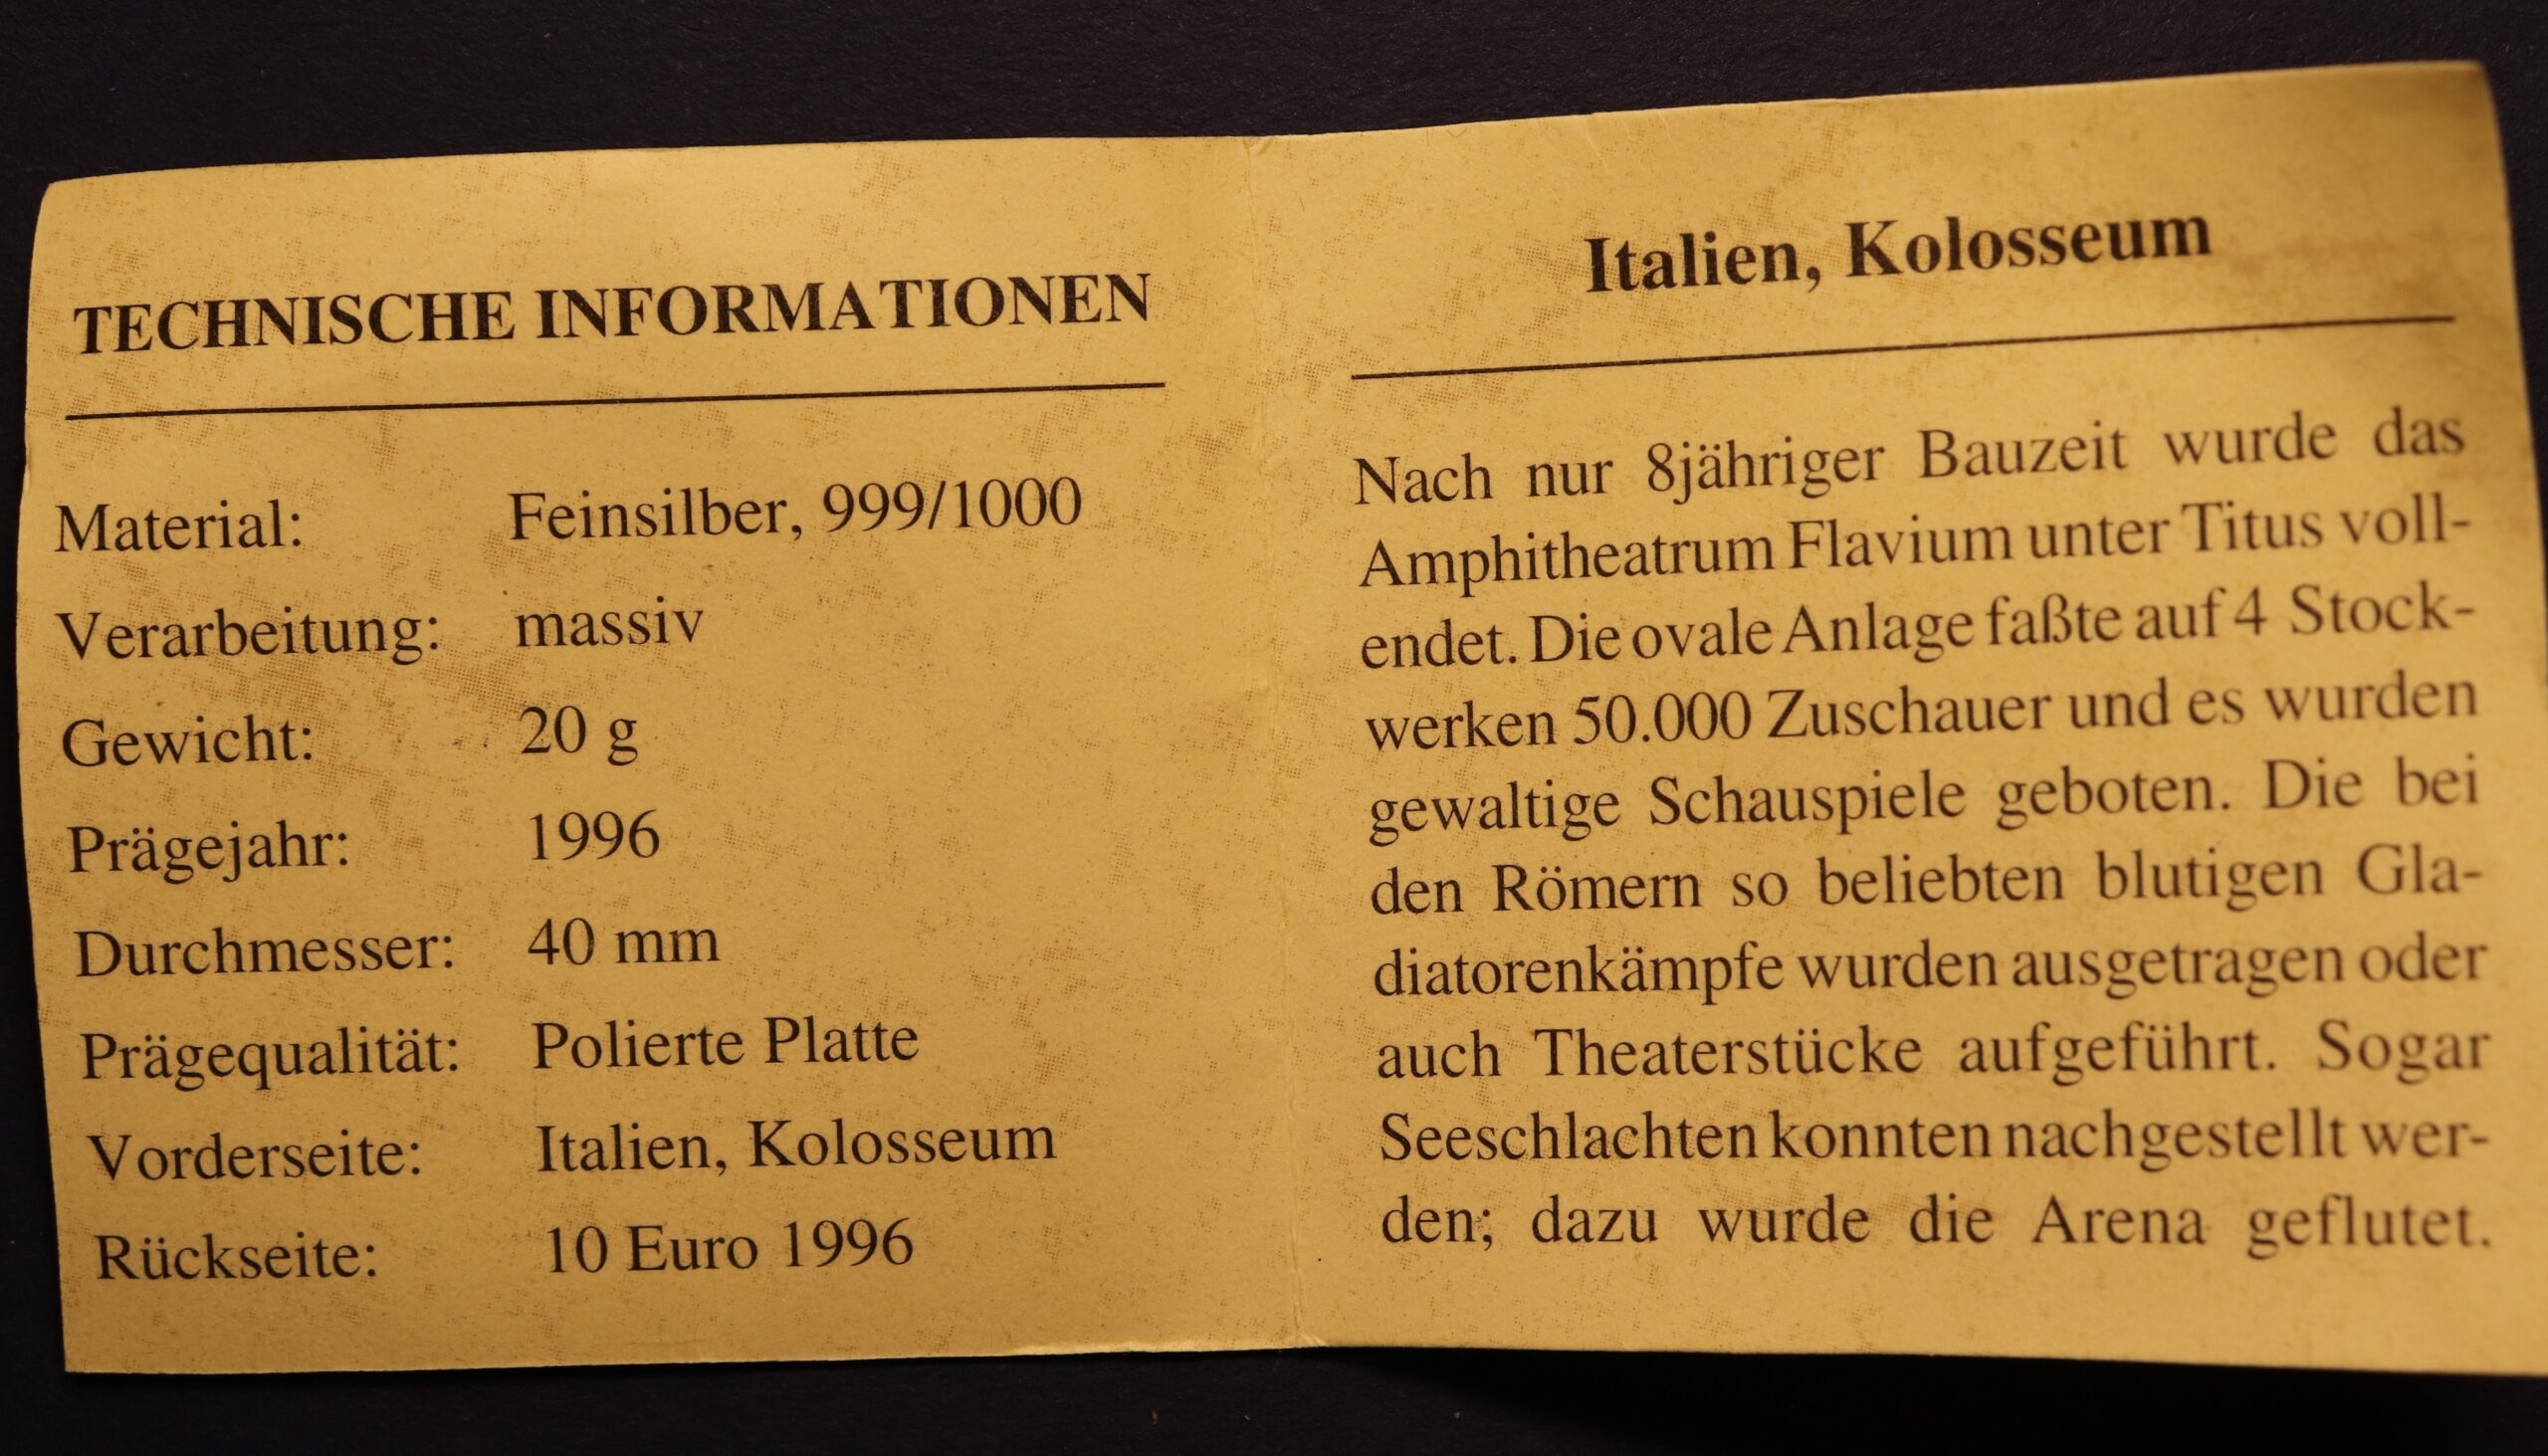 TECHNISCHE INFORMATIONEN
Material: Feinsilber, 999/1000
Verarbeitung: massiv
Gewicht: 20 g
Prägejahr: 1996
Durchmesser: 40 mm
Prägequalität: Polierte Platte
Vorderseite: Italien, Kolosseum
Rückseite: 10 Euro 1996
Italien, Kolosseum
Nach nur 8jähriger Bauzeit wurde das
Amphitheatrum Flavium unter Titus voll-
endet. Die ovale Anlage faßte auf 4 Stock-
werken 50.000 Zuschauer und es wurden
gewaltige Schauspiele geboten. Die bei
den Römern so beliebten blutigen Gla-
diatorenkämpfe wurden ausgetragen oder
auch Theaterstücke aufgeführt. Sogar
Seeschlachten konnten nachgestellt wer-
den; dazu wurde die Arena geflutet.